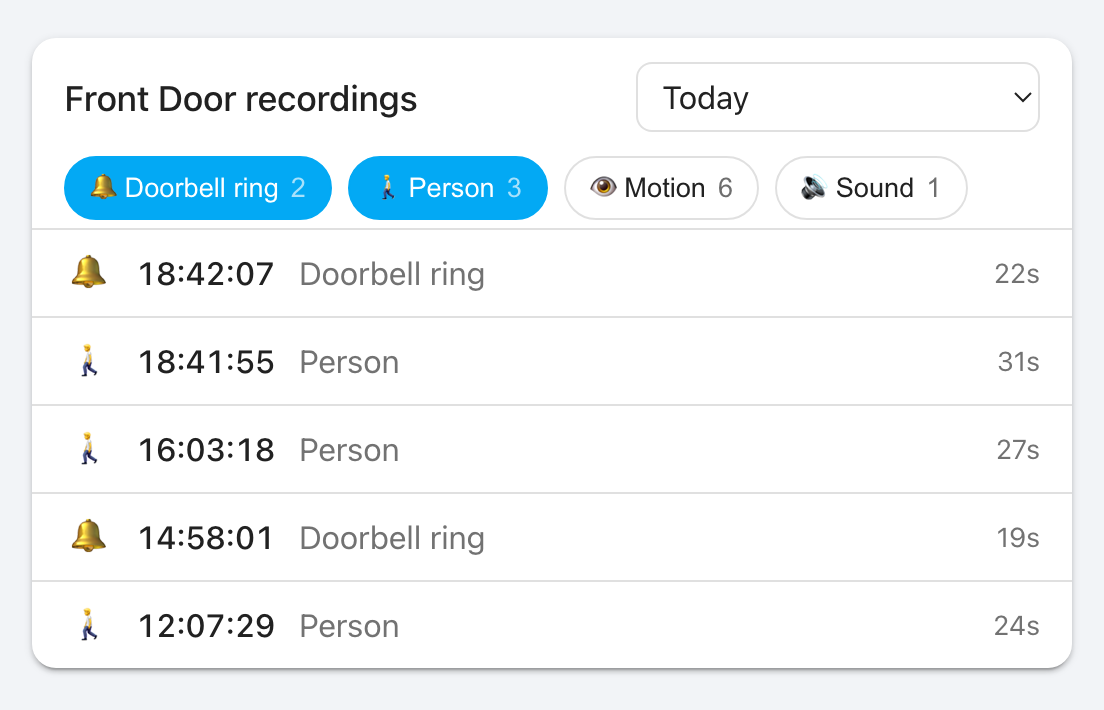 Front Door recordings
Today
🔔 Doorbell ring 2
🚶 Person 3
👁️ Motion 6
🔊 Sound 1
🔔 18:42:07 Doorbell ring 22s
🚶 18:41:55 Person 31s
🚶 16:03:18 Person 27s
🔔 14:58:01 Doorbell ring 19s
🚶 12:07:29 Person 24s